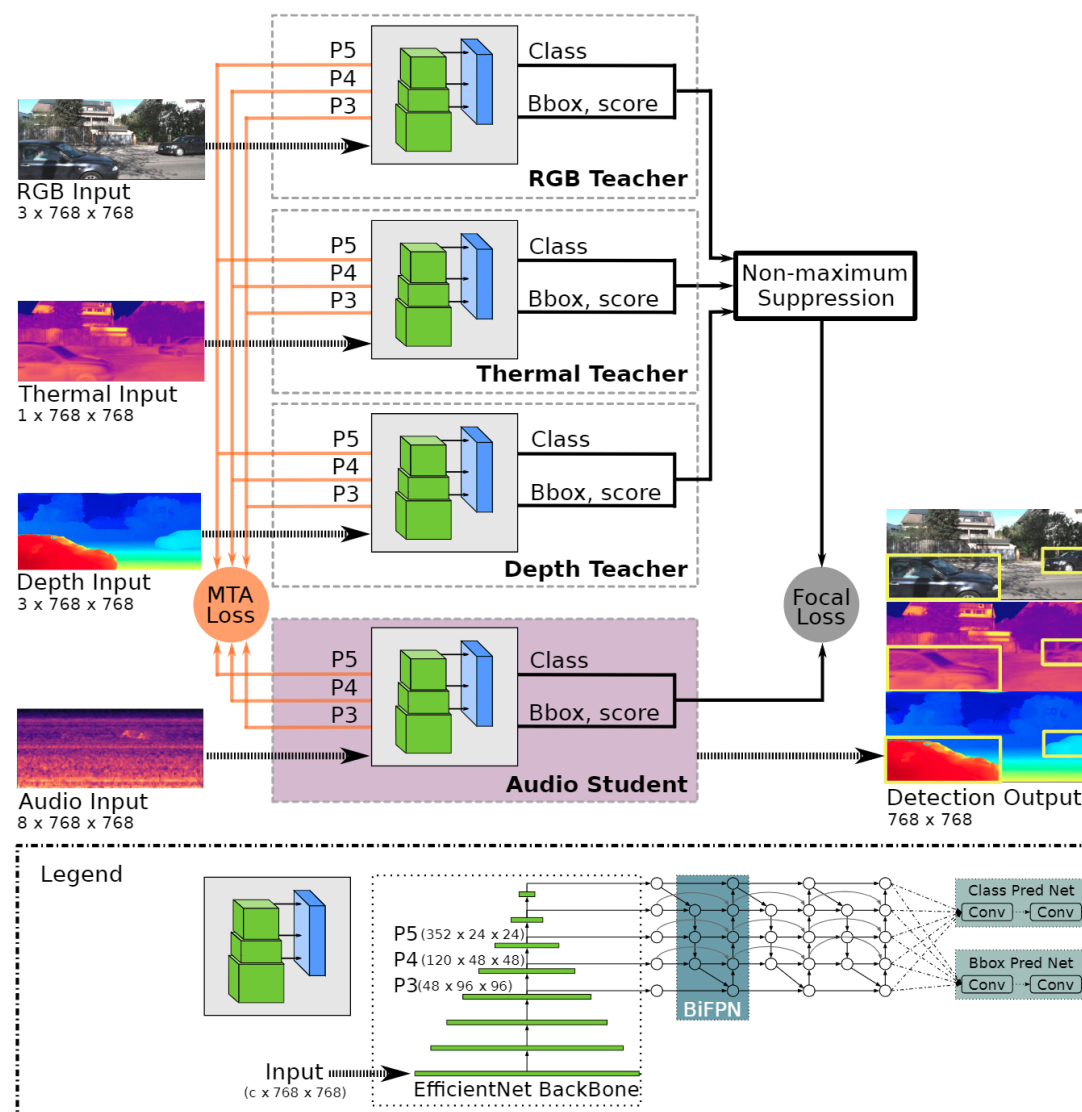 P5
P4
P3
Class
Bbox, score
RGB Teacher
RGB Input
3 x 768 x 768
P5
P4
P3
Class
Bbox, score
Thermal Teacher
Non-maximum
Suppression
Thermal Input
1 x 768 x 768
P5
P4
P3
Class
Bbox, score
Depth Teacher
Depth Input
3 x 768 x 768
MTA
Loss
Focal
Loss
P5
P4
P3
Class
Bbox, score
Audio Student
Audio Input
8 x 768 x 768
Detection Output
768 x 768
Legend
P5 (352 x 24 x 24)
P4 (120 x 48 x 48)
P3 (48 x 96 x 96)
Input
(c x 768 x 768)
EfficientNet BackBone
BiFPN
Class Pred Net
Conv Conv
Bbox Pred Net
Conv Conv